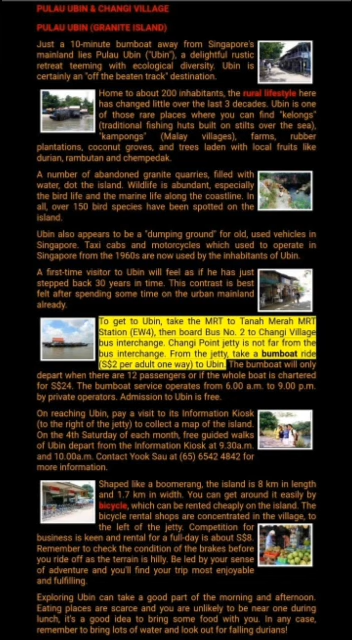 PULAU UBIN & CHANGI VILLAGE
PULAU UBIN (GRANITE ISLAND)
Just a 10-minute bumboat away from Singapore's
mainland lies Pulau Ubin ("Ubin"), a delightful rustic
retreat teeming with ecological diversity. Ubin is
certainly an "off the beaten track" destination.
Home to about 200 inhabitants, the rural lifestyle here
has changed little over the last 3 decades. Ubin is one
of those rare places where you can find "kelongs"
(traditional fishing huts built on stilts over the sea),
"kampongs" (Malay villages), farms, rubber
plantations, coconut groves, and trees laden with local fruits like
durian, rambutan and chempedak.
A number of abandoned granite quarries, filled with
water, dot the island. Wildlife is abundant, especially
the bird life and the marine life along the coastline. In
all, over 150 bird species have been spotted on the
island.
Ubin also appears to be a "dumping ground" for old, used vehicles in
Singapore. Taxi cabs and motorcycles which used to operate in
Singapore from the 1960s are now used by the inhabitants of Ubin.
A first-time visitor to Ubin will feel as if he has just
stepped back 30 years in time. This contrast is best
felt after spending some time on the urban mainland
already.
To get to Ubin, take the MRT to Tanah Merah MRT
Station (EW4), then board Bus No. 2 to Changi Village
bus interchange. Changi Point jetty is not far from the
bus interchange. From the jetty, take a bumboat ride
(S$2 per adult one way) to Ubin. The bumboat will only
depart when there are 12 passengers or if the whole boat is chartered
for S$24. The bumboat service operates from 6.00 a.m. to 9.00 p.m.
by private operators. Admission to Ubin is free.
On reaching Ubin, pay a visit to its Information Kiosk
(to the right of the jetty) to collect a map of the island.
On the 4th Saturday of each month, free guided walks
of Ubin depart from the Information Kiosk at 9.30a.m.
and 10.00a.m. Contact Yook Sau at (65) 6542 4842 for
more information.
Shaped like a boomerang, the island is 8 km in length
and 1.7 km in width. You can get around it easily by
bicycle, which can be rented cheaply on the island. The
bicycle rental shops are concentrated in the village, to
the left of the jetty. Competition for
business is keen and rental for a full-day is about S$8.
Remember to check the condition of the brakes before
you ride off as the terrain is hilly. Be led by your sense
of adventure and you'll find your trip most enjoyable
and fulfilling.
Exploring Ubin can take a good part of the morning and afternoon.
Eating places are scarce and you are unlikely to be near one during
lunch, it's a good idea to bring some food with you. In any case,
remember to bring lots of water and look out for falling durians!